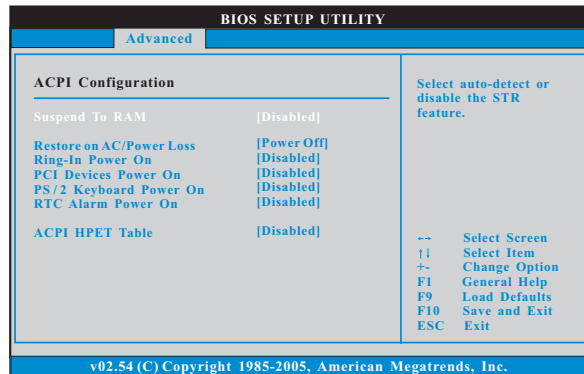 BIOS SETUP UTILITY
Advanced
ACPI Configuration
Suspend To RAM [Disabled]
Restore on AC/Power Loss [Power Off]
Ring-In Power On [Disabled]
PCI Devices Power On [Disabled]
PS/2 Keyboard Power On [Disabled]
RTC Alarm Power On [Disabled]
ACPI HPET Table [Disabled]
Select auto-detect or
disable the STR
feature.
←→ Select Screen
↑↓ Select Item
+- Change Option
F1 General Help
F9 Load Defaults
F10 Save and Exit
ESC Exit
v02.54 (C) Copyright 1985-2005, American Megatrends, Inc.